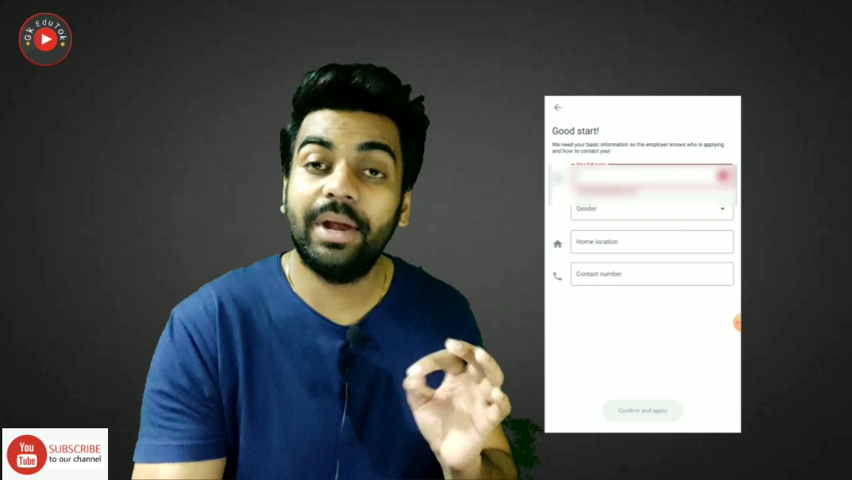 GK EduTok
Good start!
We need your basic information so the employer knows who is applying
and how to contact you!
Gender
Home location
Contact number
Confirm and apply
You
Tube
SUBSCRIBE
to our channel